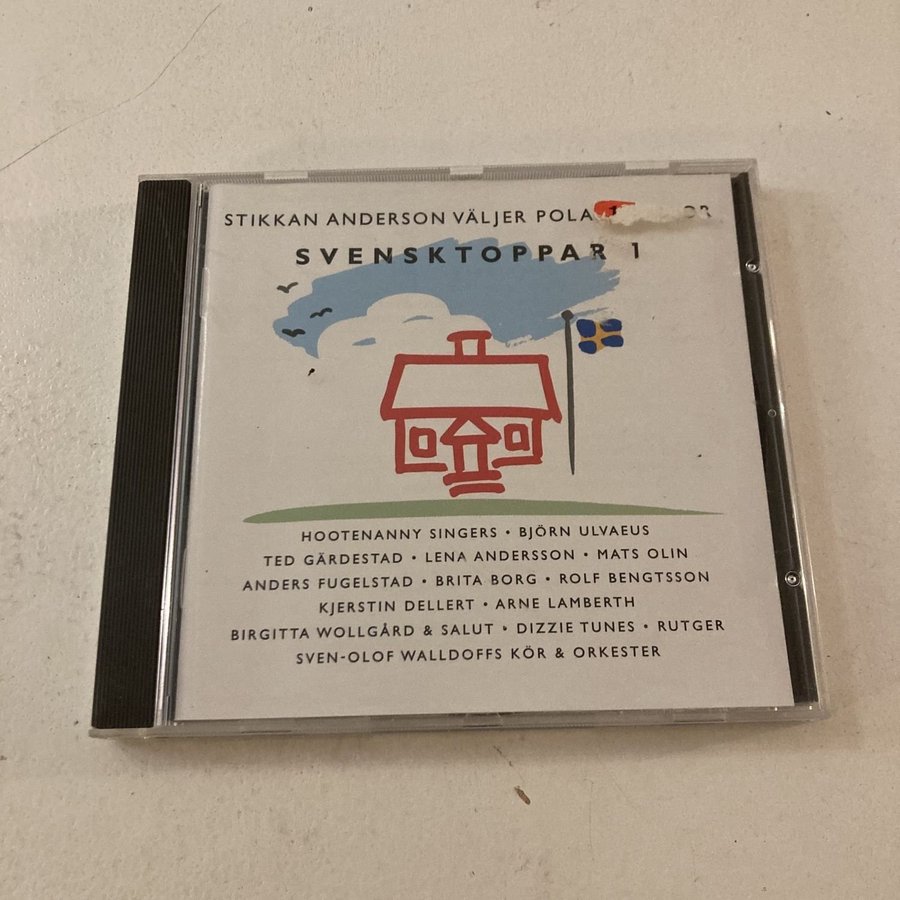 STIKKAN ANDERSON VÄLJER
SVENSKTOPPAR 1
HOOTENANNY SINGERS • BJÖRN ULVAEUS
TED GÄRDESTAD • LENA ANDERSSON • MATS OLIN
ANDERS FUGELSTAD • BRITA BORG • ROLF BENGTSSON
KJERSTIN DELLERT • ARNE LAMBERTH
BIRGITTA WOLLGÅRD & SALUT • DIZZIE TUNES • RUTGER
SVEN-OLOF WALLDOFFS KÖR & ORKESTER